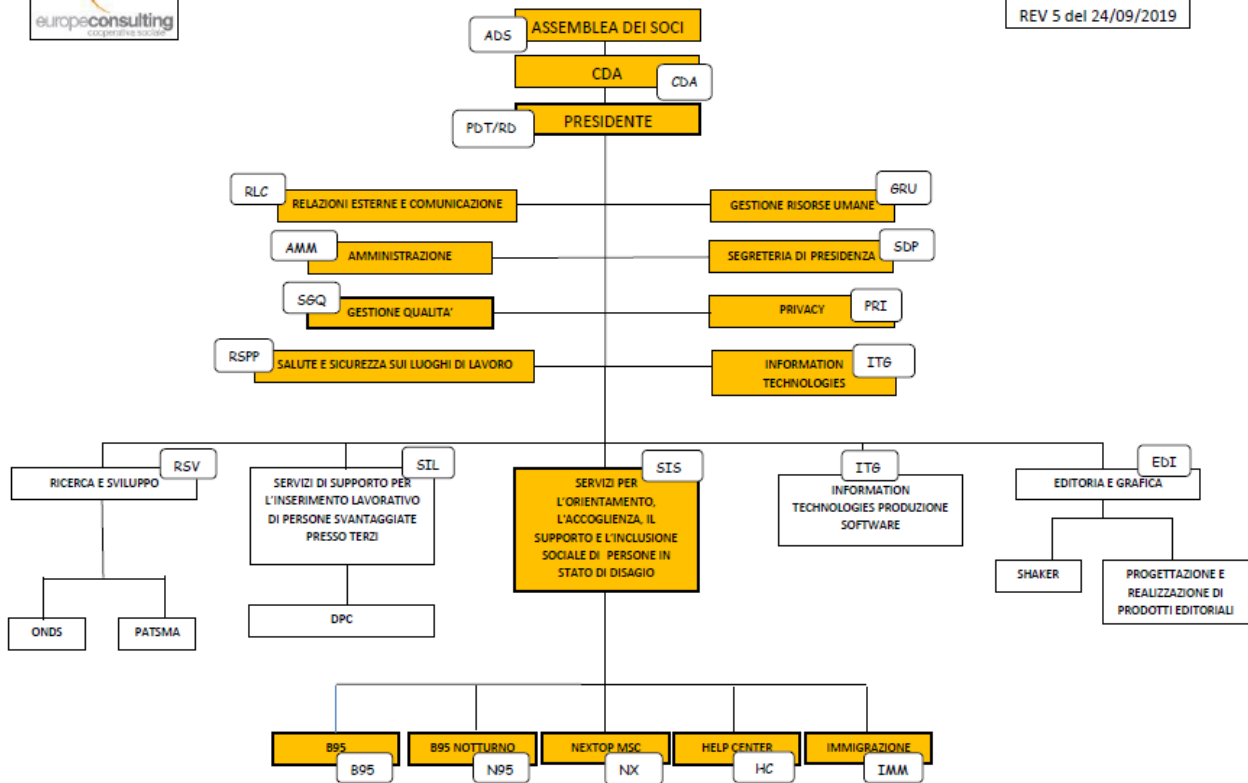 europeconsulting
cooperativa sociale
REV 5 del 24/09/2019
ADS
ASSEMBLEA DEI SOCI
CDA
CDA
PDT/RD
PRESIDENTE
RLC
RELAZIONI ESTERNE E COMUNICAZIONE
GRU
GESTIONE RISORSE UMANE
AMM
AMMINISTRAZIONE
SDP
SEGRETERIA DI PRESIDENZA
SGQ
GESTIONE QUALITA'
PRI
PRIVACY
RSPP
SALUTE E SICUREZZA SUI LUOGHI DI LAVORO
ITG
INFORMATION
TECHNOLOGIES
RSV
RICERCA E SVILUPPO
SIL
SERVIZI DI SUPPORTO PER
L'INSERIMENTO LAVORATIVO
DI PERSONE SVANTAGGIATE
PRESSO TERZI
SIS
SERVIZI PER
L'ORIENTAMENTO,
L'ACCOGLIENZA, IL
SUPPORTO E L'INCLUSIONE
SOCIALE DI PERSONE IN
STATO DI DISAGIO
ITG
INFORMATION
TECHNOLOGIES PRODUZIONE
SOFTWARE
EDI
EDITORIA E GRAFICA
ONDS
PATSMA
DPC
SHAKER
PROGETTAZIONE E
REALIZZAZIONE DI
PRODOTTI EDITORIALI
B95
B95
B95 NOTTURNO
N95
NEXTOP MSC
NX
HELP CENTER
HC
IMMIGRAZIONE
IMM